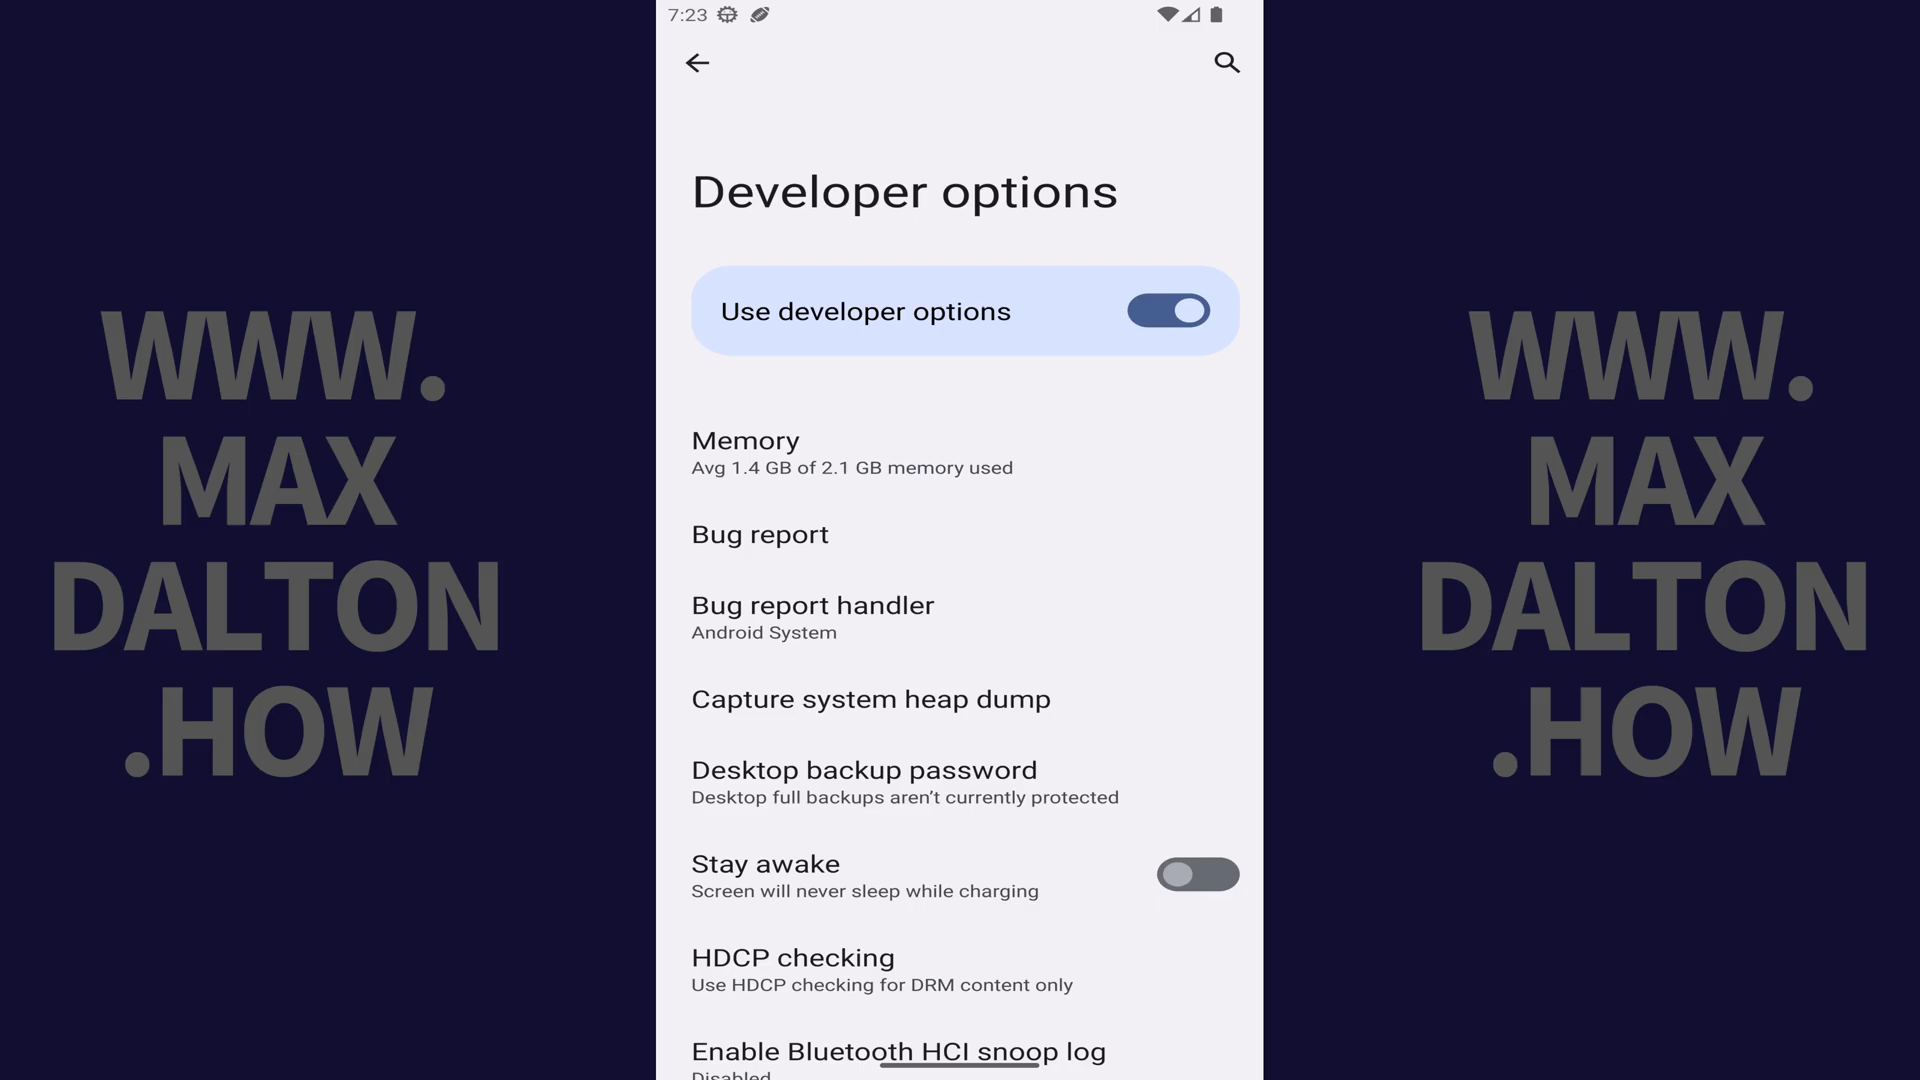 7:23
Developer options
Use developer options
Memory
Avg 1.4 GB of 2.1 GB memory used
Bug report
Bug report handler
Android System
Capture system heap dump
Desktop backup password
Desktop full backups aren’t currently protected
Stay awake
Screen will never sleep while charging
HDCP checking
Use HDCP checking for DRM content only
Enable Bluetooth HCI snoop log
Disabled
WWW.
MAX
DALTON
.HOW
WWW.
MAX
DALTON
.HOW